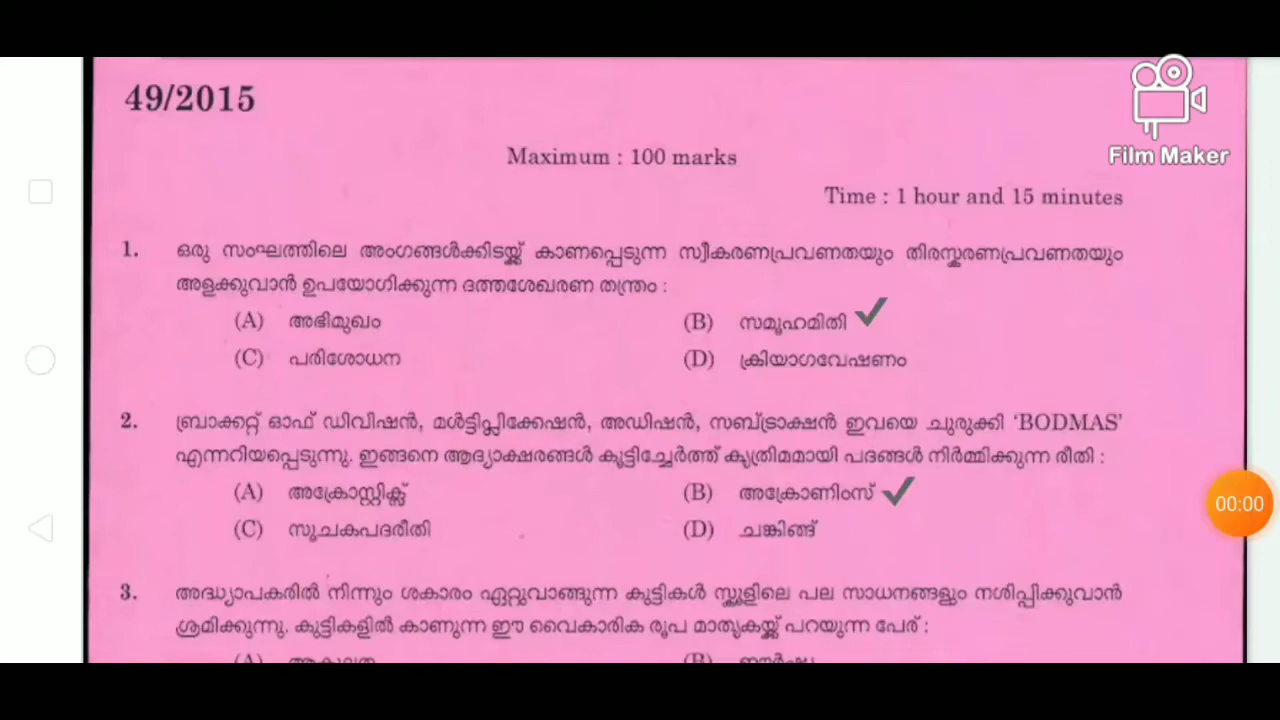 49/2015
Film Maker
Maximum : 100 marks
Time : 1 hour and 15 minutes
1. ഒരു സംഘത്തിലെ അംഗങ്ങൾക്കിടയ്ക്ക് കാണപ്പെടുന്ന സ്വീകരണപ്രവണതയും തിരസ്കരണപ്രവണതയും
അളക്കുവാൻ ഉപയോഗിക്കുന്ന ദത്തശേഖരണ തന്ത്രം :
(A) അഭിമുഖം (B) സമൂഹമിതി
(C) പരിശോധന (D) ക്രിയാഗവേഷണം
2. ബ്രാക്കറ്റ് ഓഫ് ഡിവിഷൻ, മൾട്ടിപ്ലിക്കേഷൻ, അഡിഷൻ, സബ്ട്രാക്ഷൻ ഇവയെ ചുരുക്കി ‘BODMAS’
എന്നറിയപ്പെടുന്നു. ഇങ്ങനെ ആദ്യാക്ഷരങ്ങൾ കൂട്ടിച്ചേർത്ത് കൃത്രിമമായി പദങ്ങൾ നിർമ്മിക്കുന്ന രീതി :
(A) അക്രോസ്റ്റിക്സ് (B) അക്രോണിംസ്
(C) സൂചകപദരീതി (D) ചങ്കിങ്ങ്
00:00
3. അദ്ധ്യാപകരിൽ നിന്നും ശകാരം ഏറ്റുവാങ്ങുന്ന കുട്ടികൾ സ്കൂളിലെ പല സാധനങ്ങളും നശിപ്പിക്കുവാൻ
ശ്രമിക്കുന്നു. കുട്ടികളിൽ കാണുന്ന ഈ വൈകാരിക രൂപ മാതൃകയ്ക്ക് പറയുന്ന പേര് :
(A) (B)